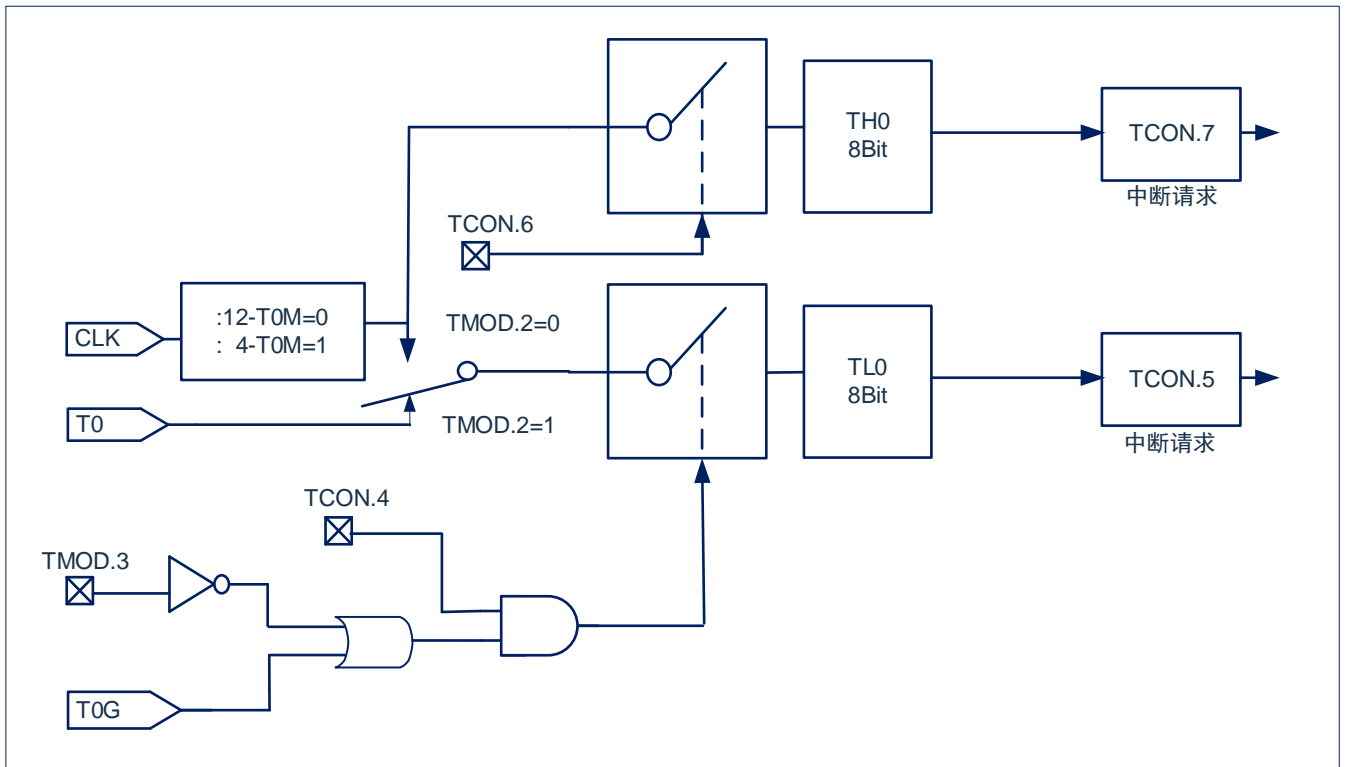 TH0
8Bit
TCON.7
中断请求
TCON.6
:12-T0M=0
: 4-T0M=1
CLK
TMOD.2=0
TL0
8Bit
TCON.5
中断请求
T0
TMOD.2=1
TCON.4
TMOD.3
T0G